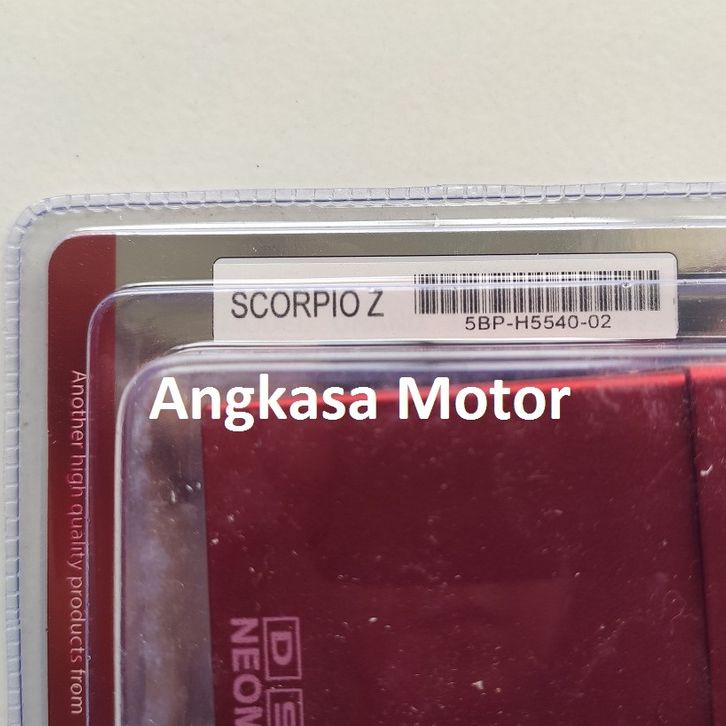 SCORPIO Z
5BP-H5540-02
Angkasa Motor
Another high quality products from
D
NEOM